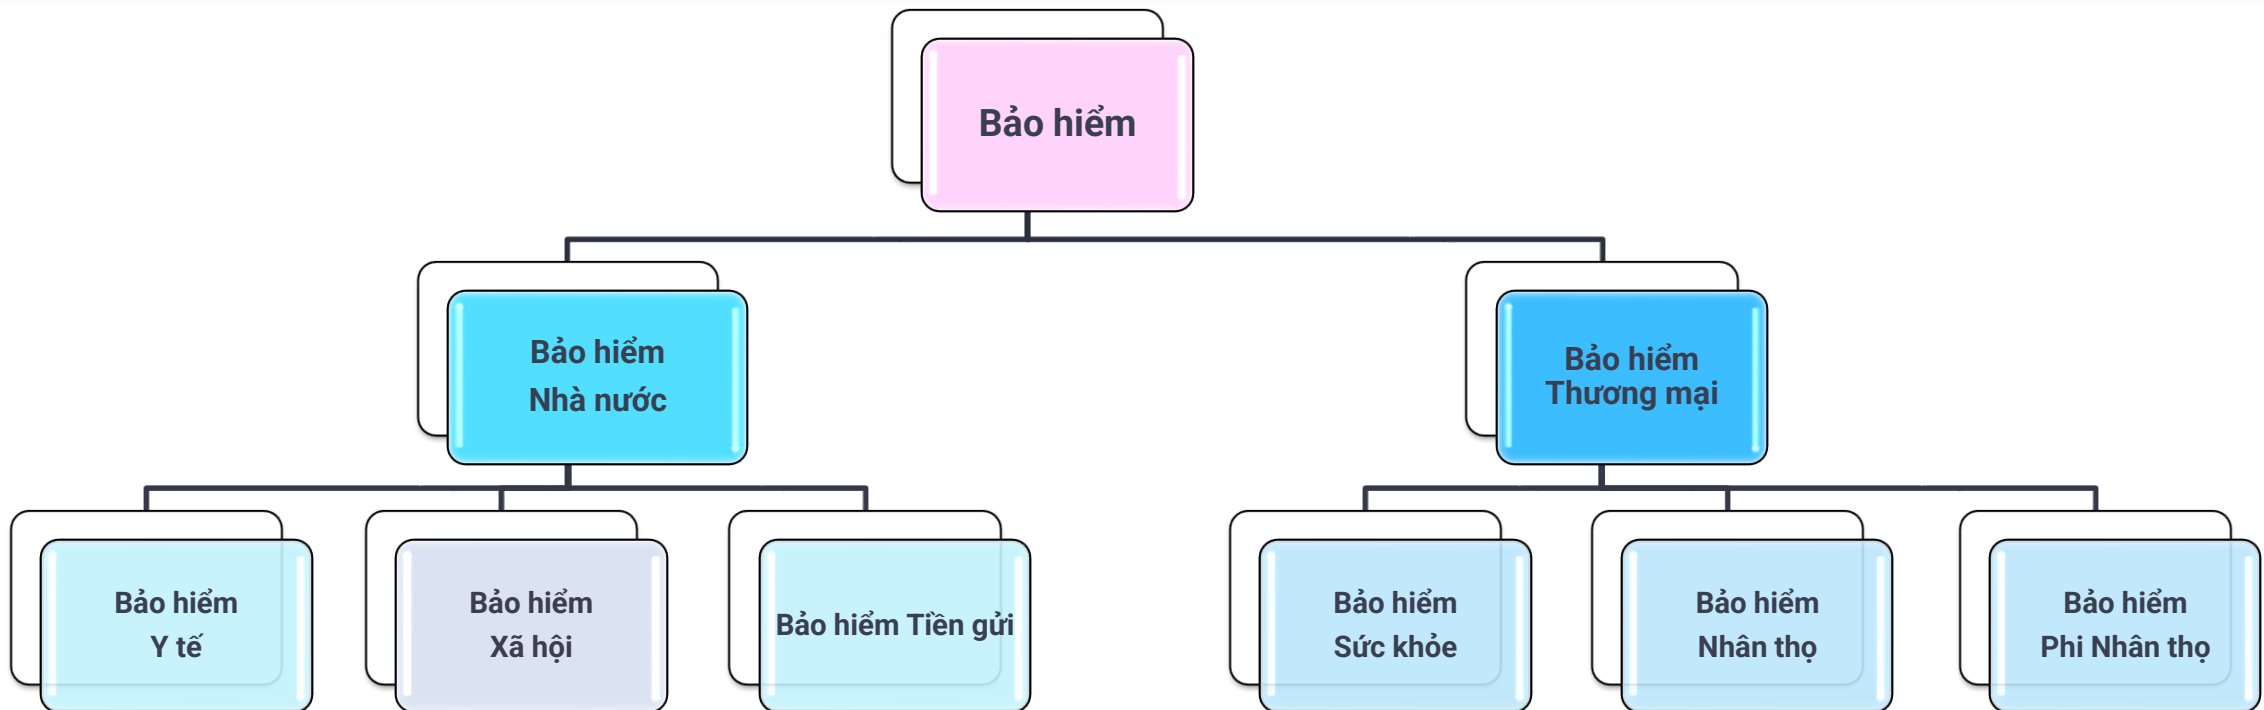 Bảo hiểm
Bảo hiểm
Nhà nước
Bảo hiểm
Thương mại
Bảo hiểm
Y tế
Bảo hiểm
Xã hội
Bảo hiểm Tiền gửi
Bảo hiểm
Sức khỏe
Bảo hiểm
Nhân thọ
Bảo hiểm
Phi Nhân thọ